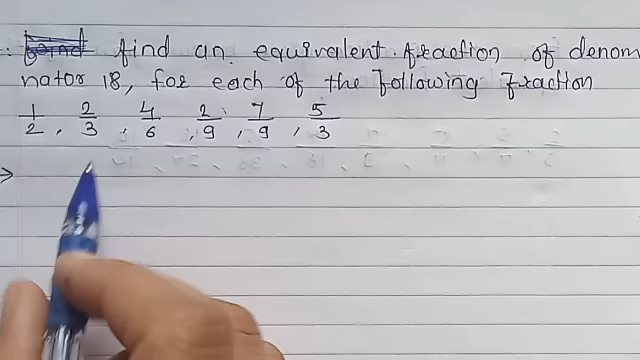 find an equivalent fraction of denom
nator 18, for each of the following fraction
1/2, 2/3, 4/6, 2/9, 7/9, 5/3